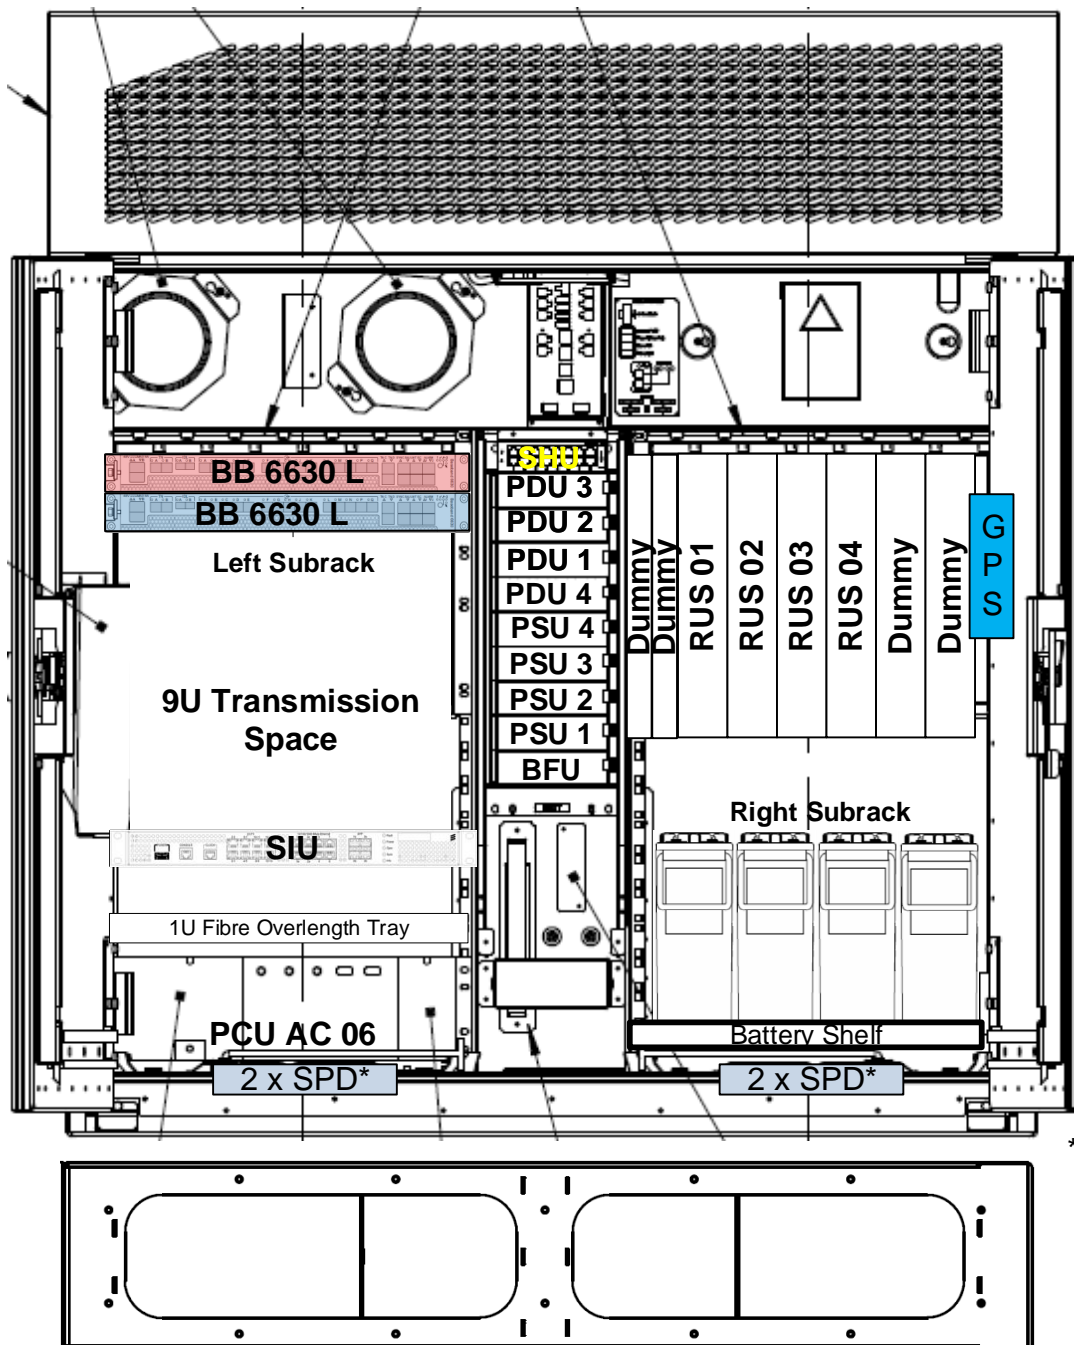 BB 6630 L
BB 6630 L
Left Subrack
9U Transmission
Space
SIU
1U Fibre Overlength Tray
PCU AC 06
2 x SPD*
SHU
PDU 3
PDU 2
PDU 1
PDU 4
PSU 4
PSU 3
PSU 2
PSU 1
BFU
Dummy
Dummy
RUS 01
RUS 02
RUS 03
RUS 04
Dummy
Dummy
GPS
Right Subrack
Battery Shelf
2 x SPD*
*